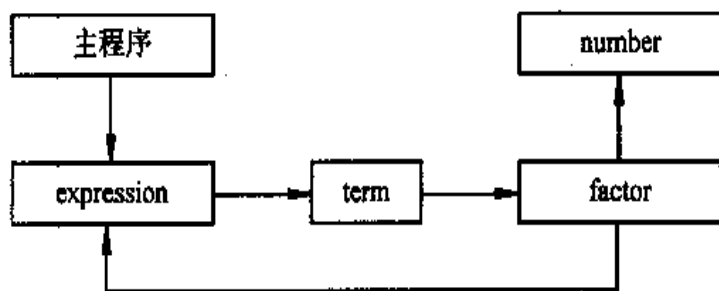 主程序
number
expression
term
factor